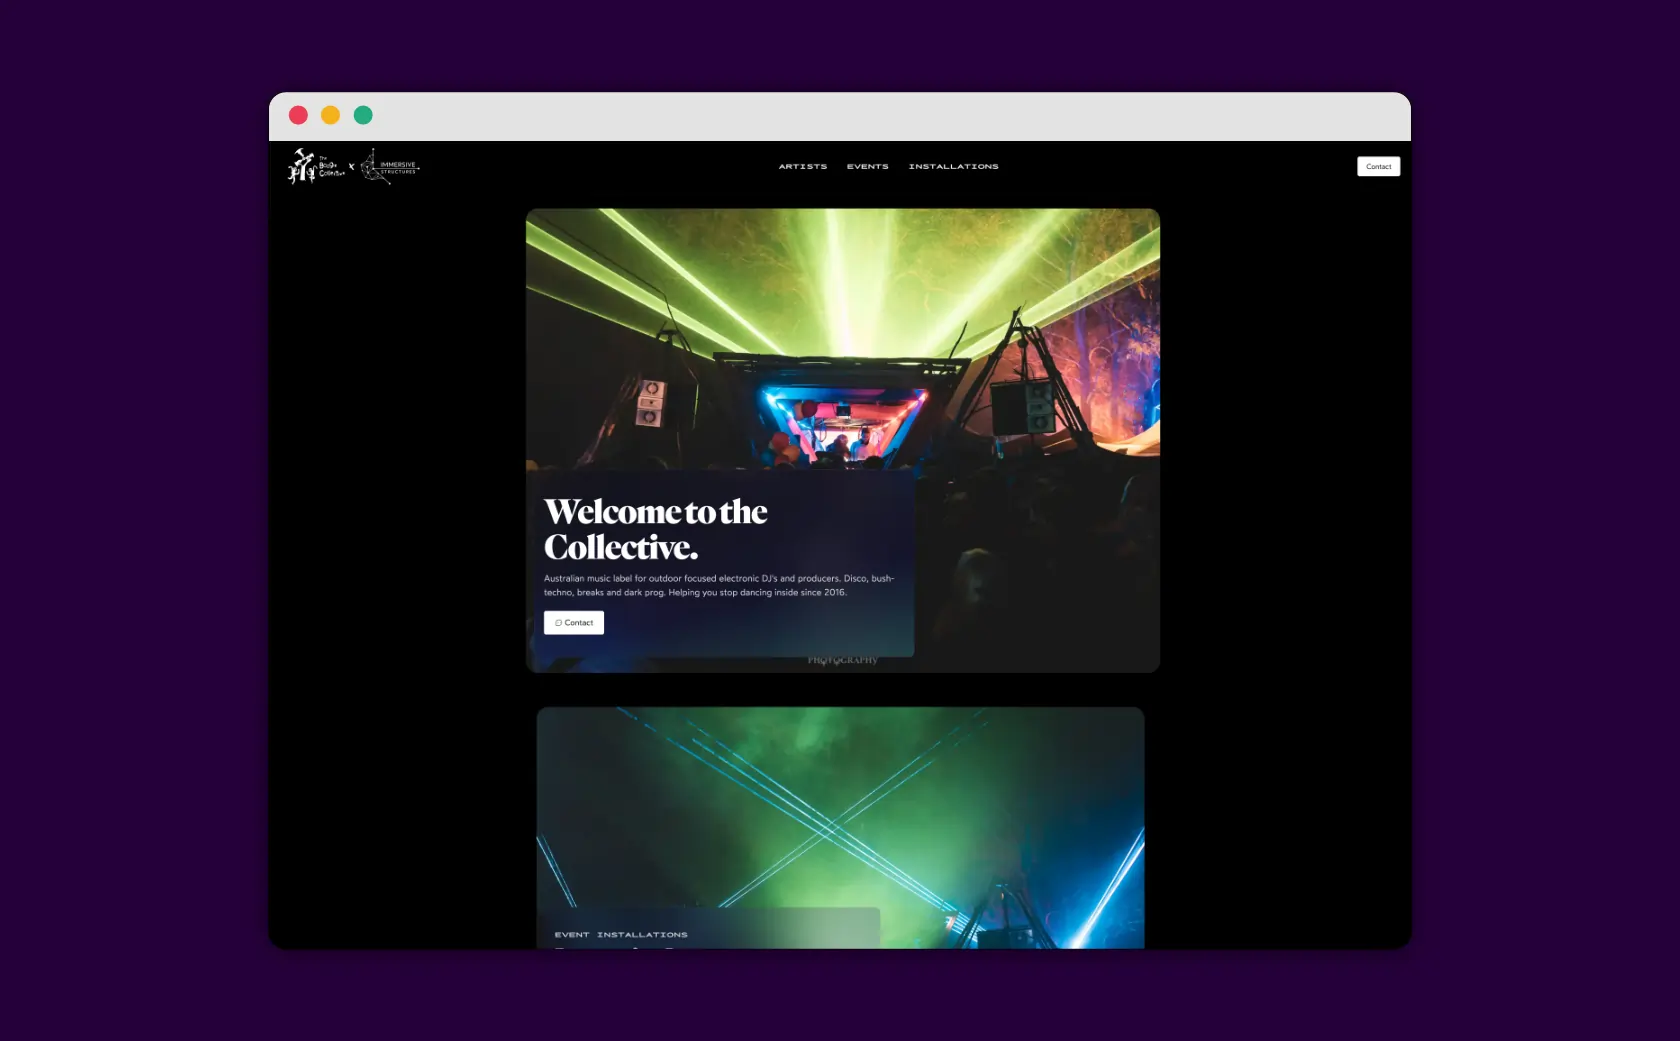 The
Collective
X
IMMERSIVE
STRUCTURES
ARTISTS EVENTS INSTALLATIONS
Contact
Welcome to the
Collective.
Australian music label for outdoor focused electronic DJ's and producers. Disco, bush-
techno, breaks and dark prog. Helping you stop dancing inside since 2016.
Contact
PHOTOGRAPHY
EVENT INSTALLATIONS